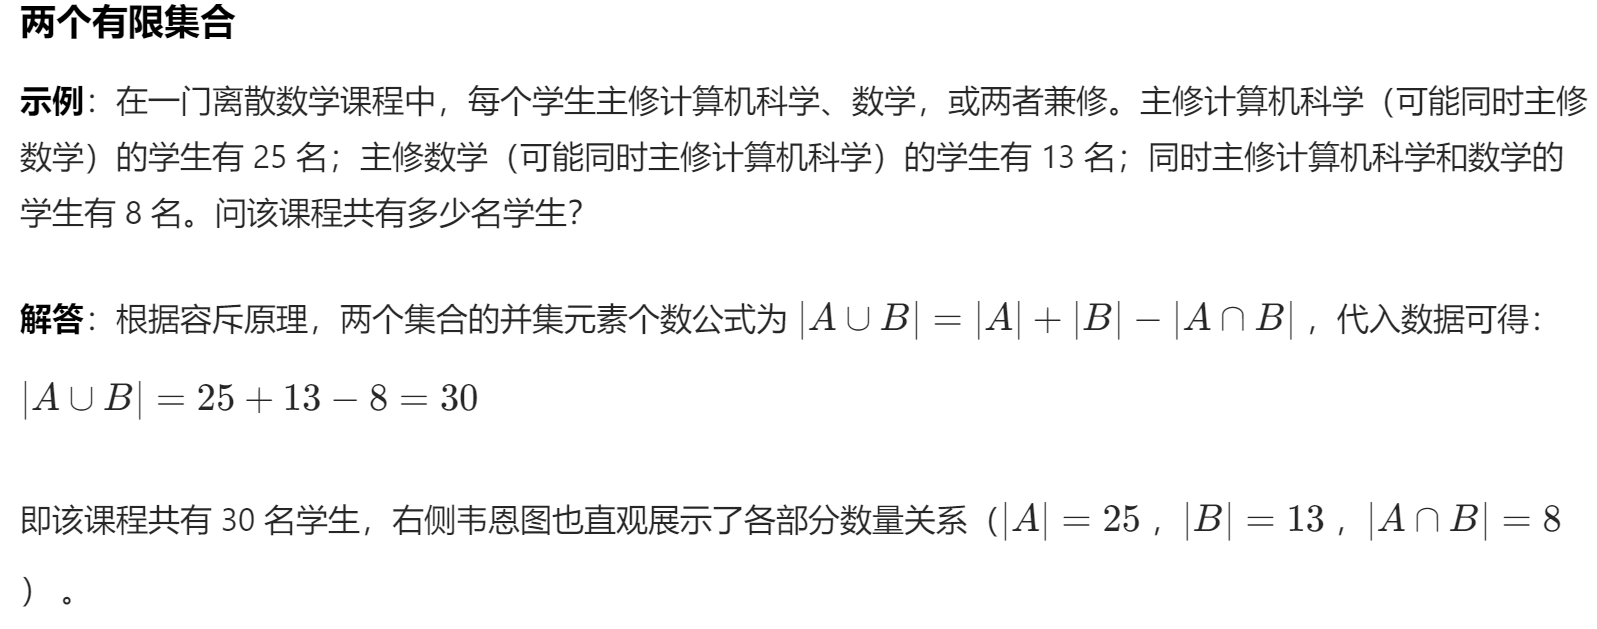 两个有限集合
示例：在一门离散数学课程中，每个学生主修计算机科学、数学，或两者兼修。主修计算机科学（可能同时主修
数学）的学生有 25 名；主修数学（可能同时主修计算机科学）的学生有 13 名；同时主修计算机科学和数学的
学生有 8 名。问该课程共有多少名学生？
解答：根据容斥原理，两个集合的并集元素个数公式为 |A ∪ B| = |A| + |B| − |A ∩ B| ，代入数据可得：
|A ∪ B| = 25 + 13 − 8 = 30
即该课程共有 30 名学生，右侧韦恩图也直观展示了各部分数量关系（|A| = 25 ，|B| = 13 ，|A ∩ B| = 8
） 。